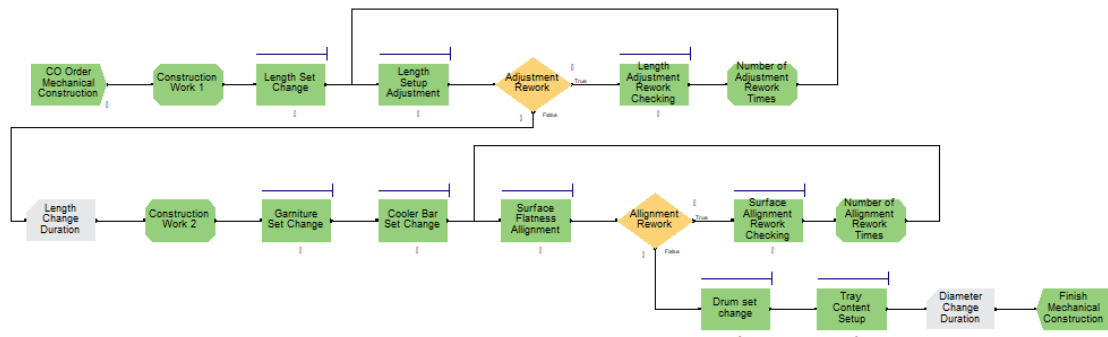 CO Order
Mechanical
Construction
Construction
Work 1
Length Set
Change
Length
Setup
Adjustment
Adjustment
Rework
True
False
Length
Adjustment
Rework
Checking
Number of
Adjustment
Rework
Times
Length
Change
Duration
Construction
Work 2
Garniture
Set Change
Cooler Bar
Set Change
Surface
Flatness
Allignment
Allignment
Rework
True
False
Surface
Alignment
Rework
Checking
Number of
Allignment
Rework
Times
Drum set
change
Tray
Content
Setup
Diameter
Change
Duration
Finish
Mechanical
Construction